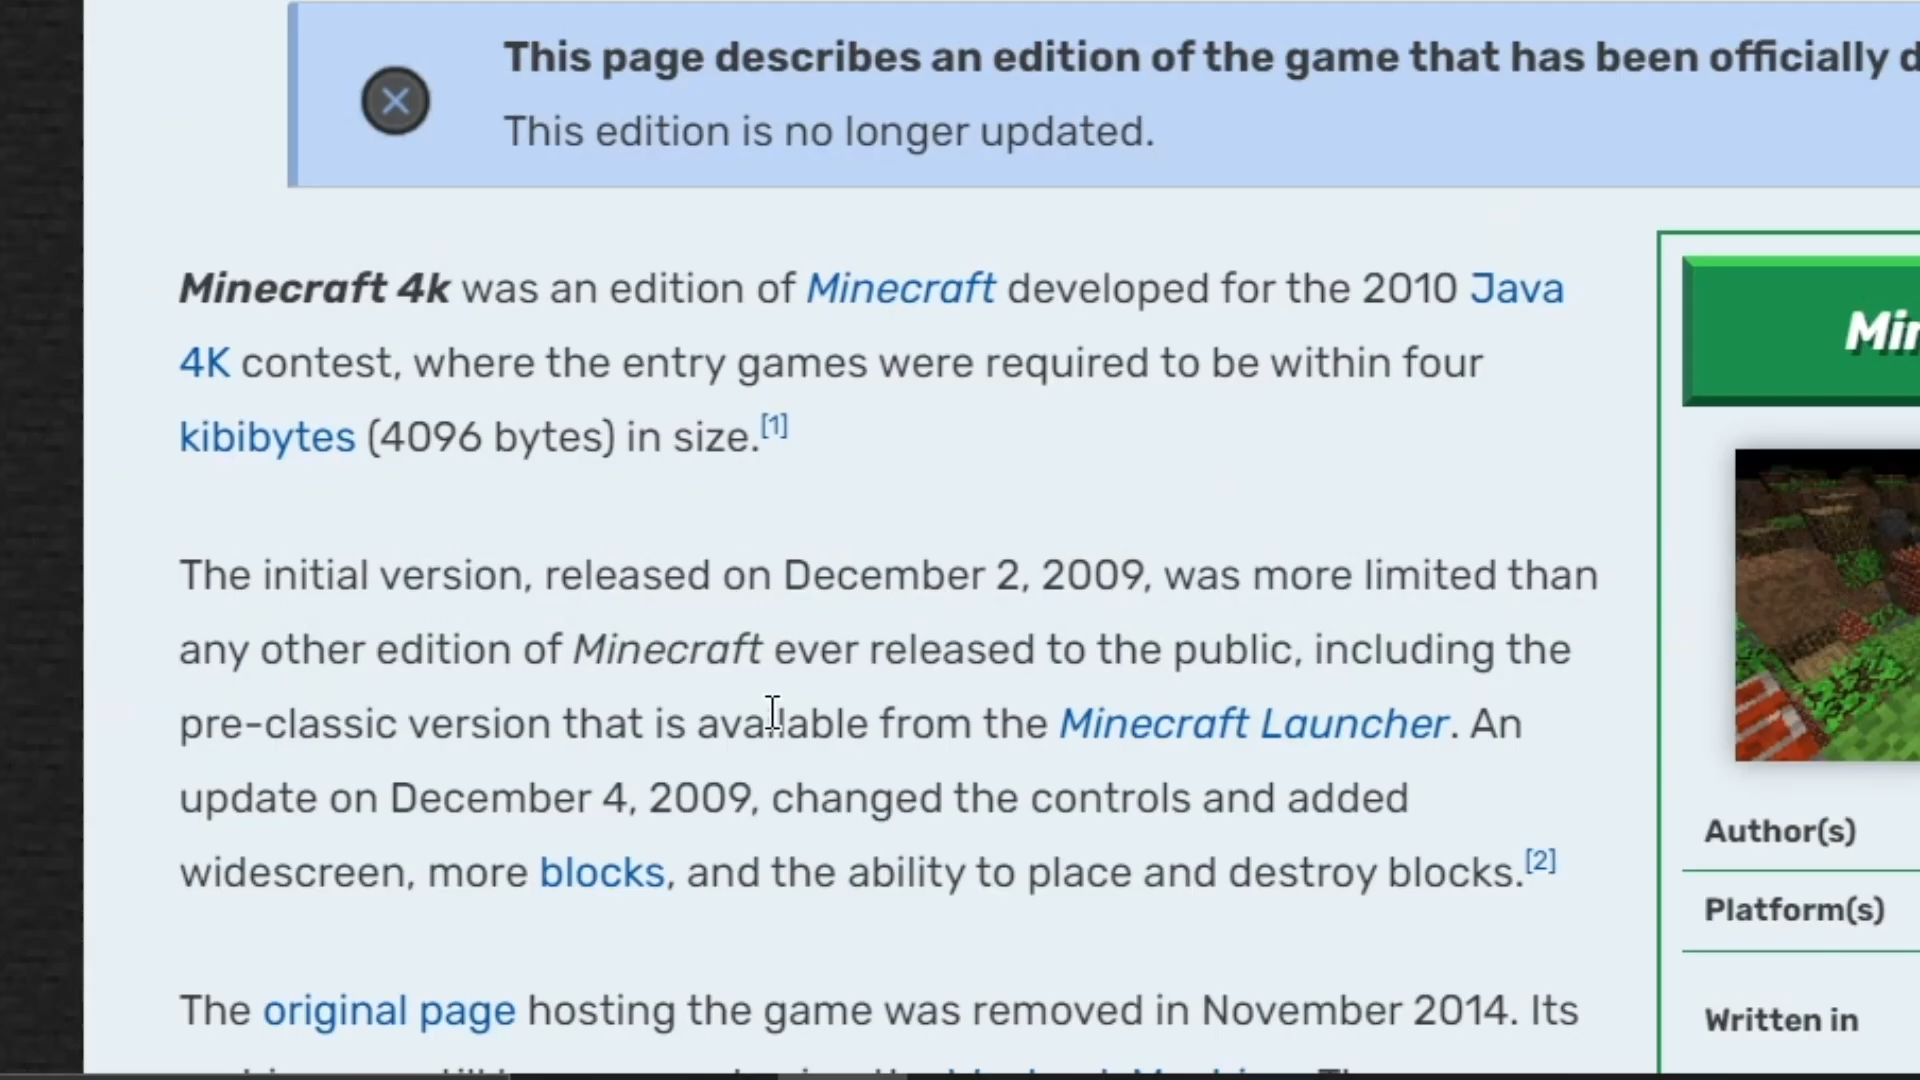 This page describes an edition of the game that has been officially
This edition is no longer updated.
Minecraft 4k was an edition of Minecraft developed for the 2010 Java
4K contest, where the entry games were required to be within four
kibibytes (4096 bytes) in size.[1]
The initial version, released on December 2, 2009, was more limited than
any other edition of Minecraft ever released to the public, including the
pre-classic version that is available from the Minecraft Launcher. An
update on December 4, 2009, changed the controls and added
widescreen, more blocks, and the ability to place and destroy blocks.[2]
The original page hosting the game was removed in November 2014. Its
Author(s)
Platform(s)
Written in